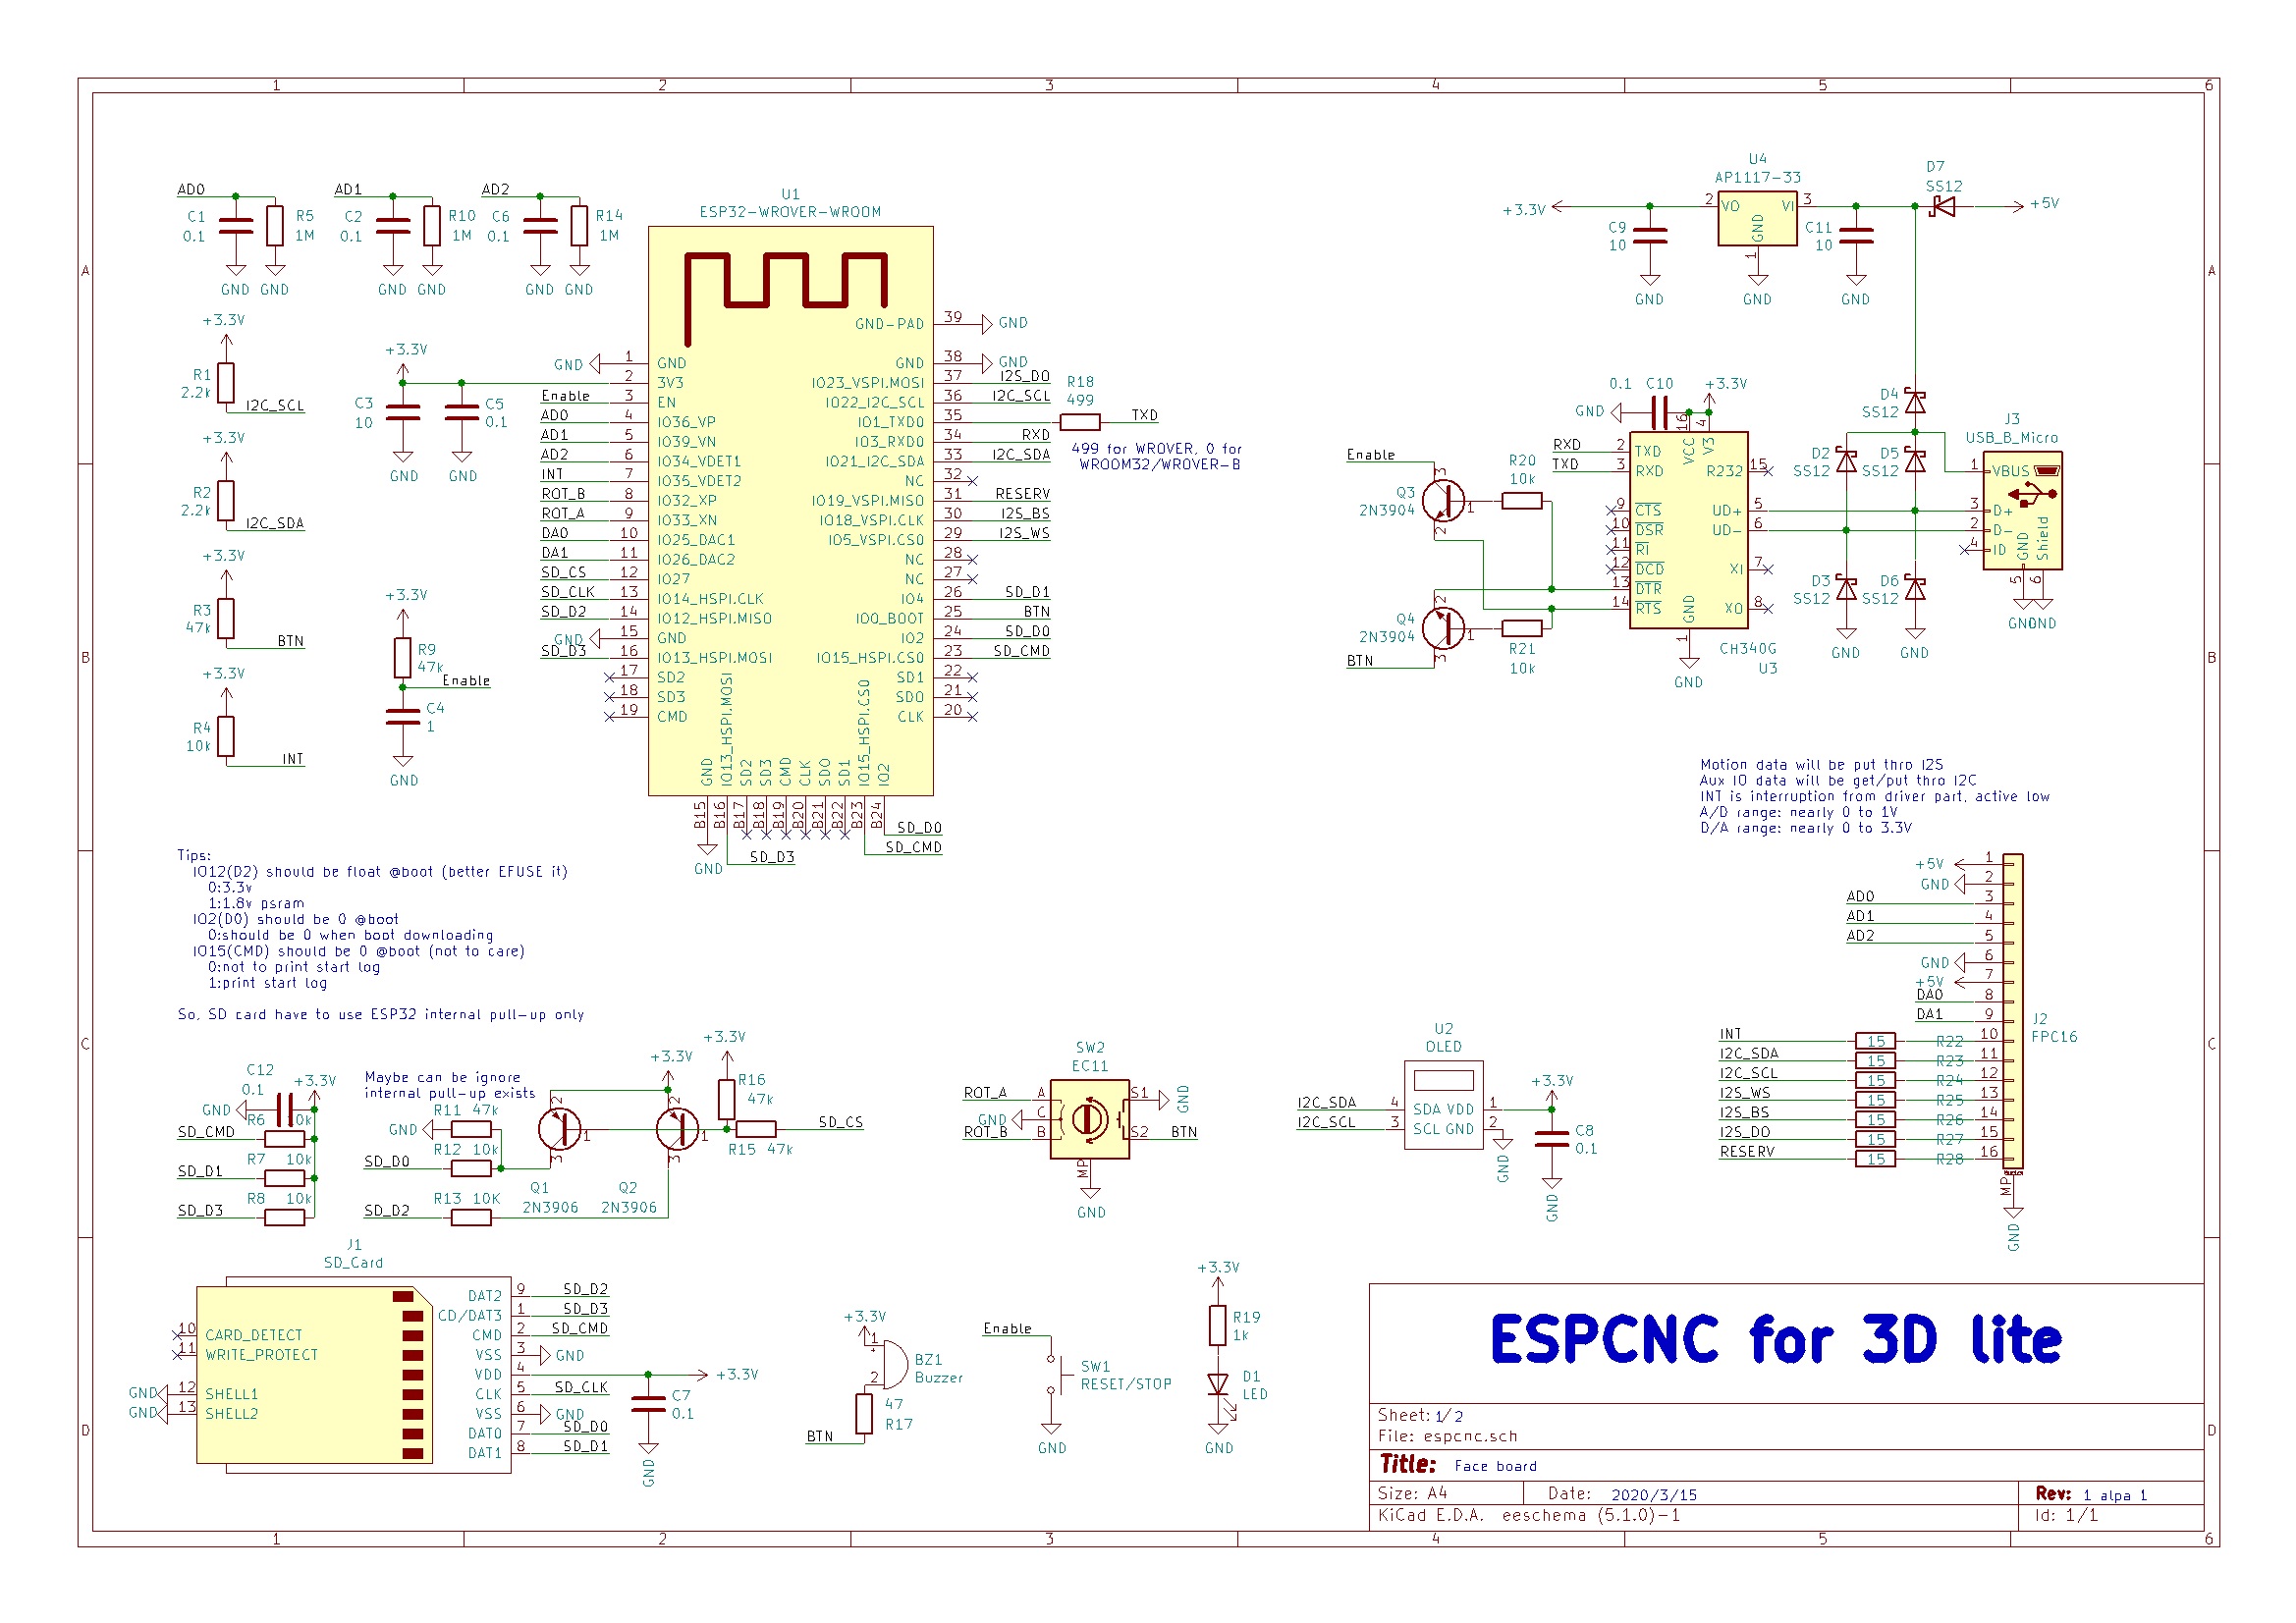 1 2 3 4 5 6
A
B
C
D
AD0
C1
0.1
R5
1M
GND GND
AD1
C2
0.1
R10
1M
GND GND
AD2
C6
0.1
R14
1M
GND GND
+3.3V
R1
2.2k
I2C_SCL
+3.3V
R2
2.2k
I2C_SDA
+3.3V
R3
47k
BTN
+3.3V
R4
10k
INT
+3.3V
C3
10
C5
0.1
GND GND
+3.3V
R9
47k
Enable
C4
1
GND
U1
ESP32-WROVER-WROOM
GND 1 GND
2 3V3
Enable 3 EN
AD0 4 IO36_VP
AD1 5 IO39_VN
AD2 6 IO34_VDET1
INT 7 IO35_VDET2
ROT_B 8 IO32_XP
ROT_A 9 IO33_XN
DA0 10 IO25_DAC1
DA1 11 IO26_DAC2
SD_CS 12 IO27
SD_CLK 13 IO14_HSPI.CLK
SD_D2 14 IO12_HSPI.MISO
GND 15 GND
SD_D3 16 IO13_HSPI.MOSI
17 SD2
18 SD3
19 CMD
GND-PAD 39 GND
GND 38 GND
IO23_VSPI.MOSI 37 I2S_DO
IO22_I2C_SCL 36 I2C_SCL
IO1_TXD0 35
IO3_RXD0 34 RXD
IO21_I2C_SDA 33 I2C_SDA
NC 32
IO19_VSPI.MISO 31 RESERV
IO18_VSPI.CLK 30 I2S_BS
IO5_VSPI.CS0 29 I2S_WS
NC 28
NC 27
IO4 26 SD_D1
IO0_BOOT 25 BTN
IO2 24 SD_D0
IO15_HSPI.CS0 23 SD_CMD
SD1 22
SD0 21
CLK 20
GND IO13_HSPI.MOSI SD2 SD3 CMD CLK SD0 SD1 IO15_HSPI.CS0 IO2
B15 B16 B17 B18 B19 B20 B21 B22 B23 B24
SD_D0
SD_CMD
SD_D3
GND
R18
499
TXD
499 for WROVER, 0 for
WROOM32/WROVER-B
U4
AP1117-33
+3.3V
2 VO VI 3
GND
1
C9
10
C11
10
GND GND GND
D7
SS12
+5V
0.1 C10
GND
+3.3V
RXD 2 TXD
TXD 3 RXD
16 VCC
4 V3
R232 15
9 CTS
10 DSR
11 RI
12 DCD
13 DTR
14 RTS
UD+ 5
UD- 6
XI 7
XO 8
GND
1
CH340G
U3
GND
Enable
Q3
2N3904
3
1
2
R20
10k
Q4
2N3904
2
1
3
R21
10k
BTN
D4
SS12
D2
SS12
D5
SS12
D3
SS12
D6
SS12
GND GND
J3
USB_B_Micro
1 VBUS
3 D+
2 D-
4 ID
GND Shield
5 6
GND GND
Motion data will be put thro I2S
Aux IO data will be get/put thro I2C
INT is interruption from driver part, active low
A/D range: nearly 0 to 1V
D/A range: nearly 0 to 3.3V
+5V 1
GND 2
AD0 3
AD1 4
AD2 5
GND 6
+5V 7
DA0 8
DA1 9
INT 15 R22 10
I2C_SDA 15 R23 11
I2C_SCL 15 R24 12
I2S_WS 15 R25 13
I2S_BS 15 R26 14
I2S_DO 15 R27 15
RESERV 15 R28 16
MP
GND
J2
FPC16
Tips:
IO12(D2) should be float @boot (better EFUSE it)
0:3.3v
1:1.8v psram
IO2(D0) should be 0 @boot
0:should be 0 when boot downloading
IO15(CMD) should be 0 @boot (not to care)
0:not to print start log
1:print start log
So, SD card have to use ESP32 internal pull-up only
C12
0.1
+3.3V
GND
R6 10k
SD_CMD
R7 10k
SD_D1
R8 10k
SD_D3
Maybe can be ignore
internal pull-up exists
R11 47k
GND
R12 10k
SD_D0
R13 10K
SD_D2
2
1
3
Q1
2N3906
+3.3V
2
1
3
Q2
2N3906
+3.3V
R16
47k
SD_CS
R15 47k
SW2
EC11
ROT_A A
GND C
ROT_B B
S1 GND
S2 BTN
MP
GND
U2
OLED
I2C_SDA 4 SDA VDD 1
I2C_SCL 3 SCL GND 2
GND
+3.3V
C8
0.1
GND
J1
SD_Card
10 CARD_DETECT
11 WRITE_PROTECT
GND 12 SHELL1
GND 13 SHELL2
DAT2 9 SD_D2
CD/DAT3 1 SD_D3
CMD 2 SD_CMD
VSS 3 GND
VDD 4 +3.3V
CLK 5 SD_CLK
VSS 6 GND
DAT0 7 SD_D0
DAT1 8 SD_D1
C7
0.1
GND
+3.3V
1
+
2
BZ1
Buzzer
47
R17
BTN
Enable
SW1
RESET/STOP
GND
+3.3V
R19
1k
D1
LED
GND
ESPCNC for 3D lite
Sheet: 1/2
File: espcnc.sch
Title: Face board
Size: A4 Date: 2020/3/15 Rev: 1 alpa 1
KiCad E.D.A. eeschema (5.1.0)-1 Id: 1/1
A
B
C
D
1 2 3 4 5 6